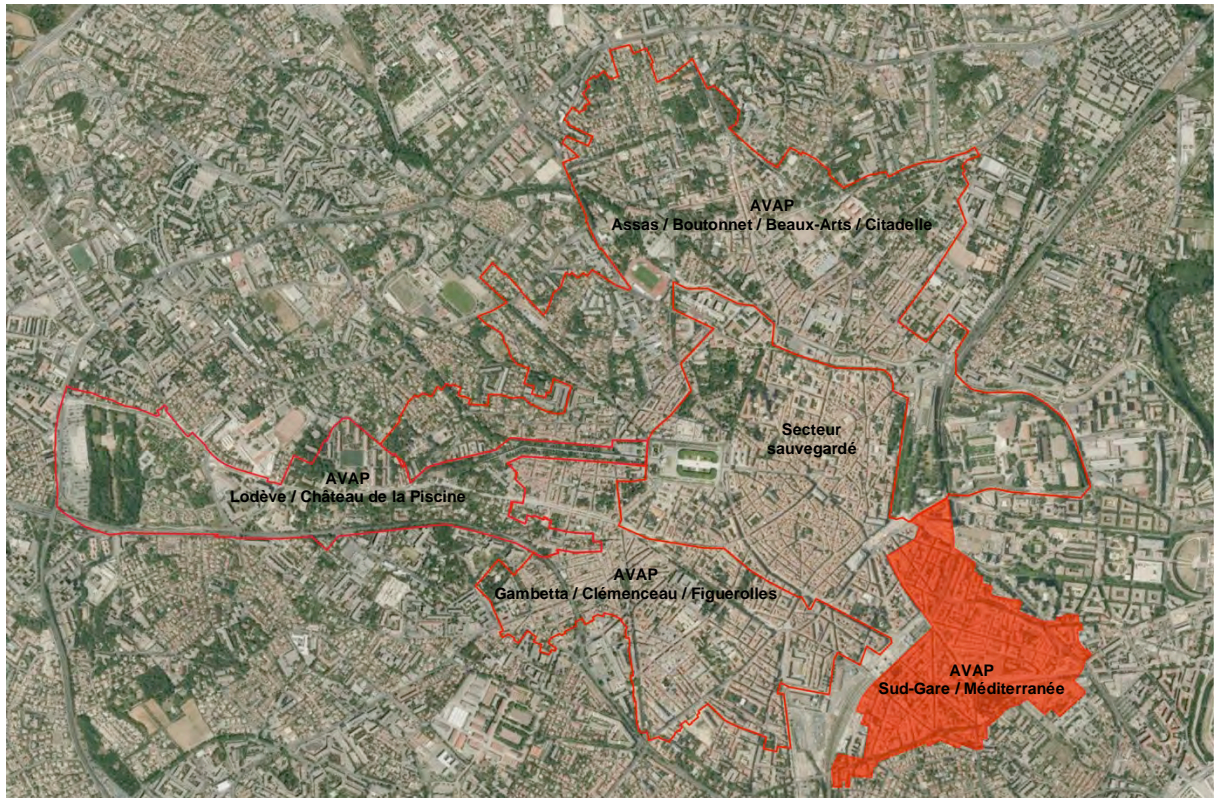 AVAP
Assas / Boutonnet / Beaux-Arts / Citadelle
Secteur
sauvegardé
AVAP
Lodève / Château de la Piscine
AVAP
Gambetta / Clémenceau / Figuerolles
AVAP
Sud-Gare / Méditerranée